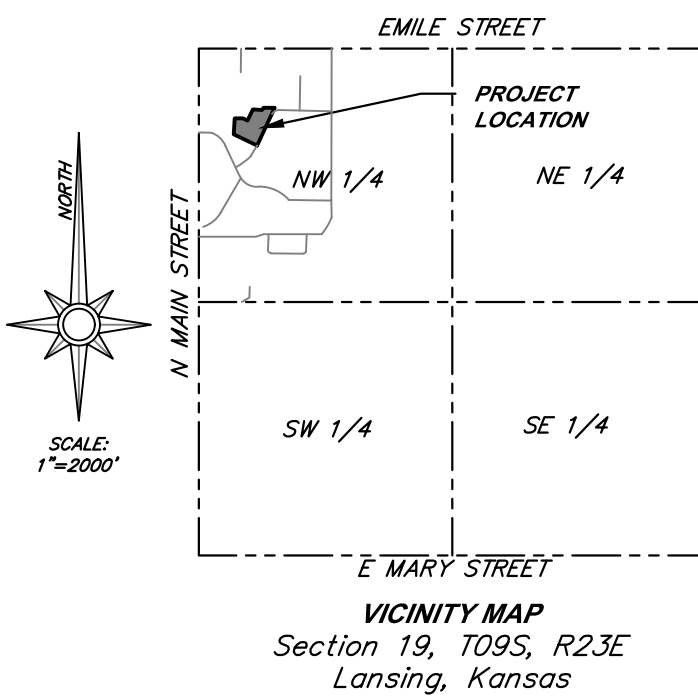 EMILE STREET
PROJECT
LOCATION
NORTH
NW 1/4
NE 1/4
N MAIN STREET
SCALE:
1"=2000'
SW 1/4
SE 1/4
E MARY STREET
VICINITY MAP
Section 19, T09S, R23E
Lansing, Kansas